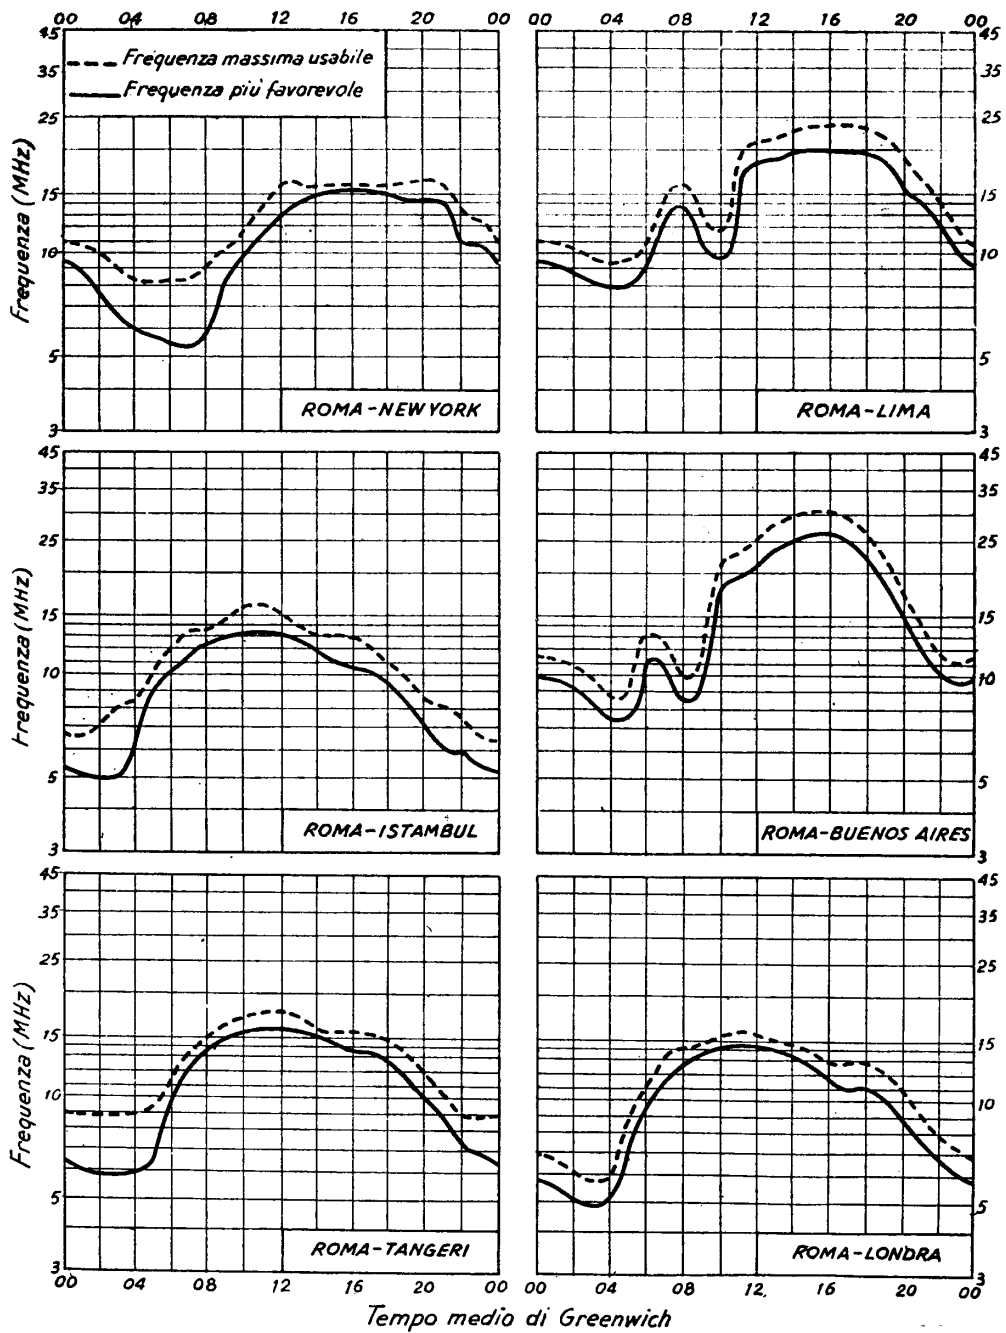 00 04 08 12 16 20 00
00 04 08 12 16 20 00
Frequenza massima usabile
Frequenza più favorevole
Frequenza (MHz)
45
35
25
15
10
5
3
ROMA-NEW YORK
45
35
25
15
10
5
3
ROMA-LIMA
Frequenza (MHz)
45
35
25
15
10
5
3
ROMA-ISTAMBUL
45
35
25
15
10
5
3
ROMA-BUENOS AIRES
Frequenza (MHz)
45
35
25
15
10
5
3
ROMA-TANGERI
45
35
25
15
10
5
3
ROMA-LONDRA
00 04 08 12 16 20 00
00 04 08 12 16 20 00
Tempo medio di Greenwich